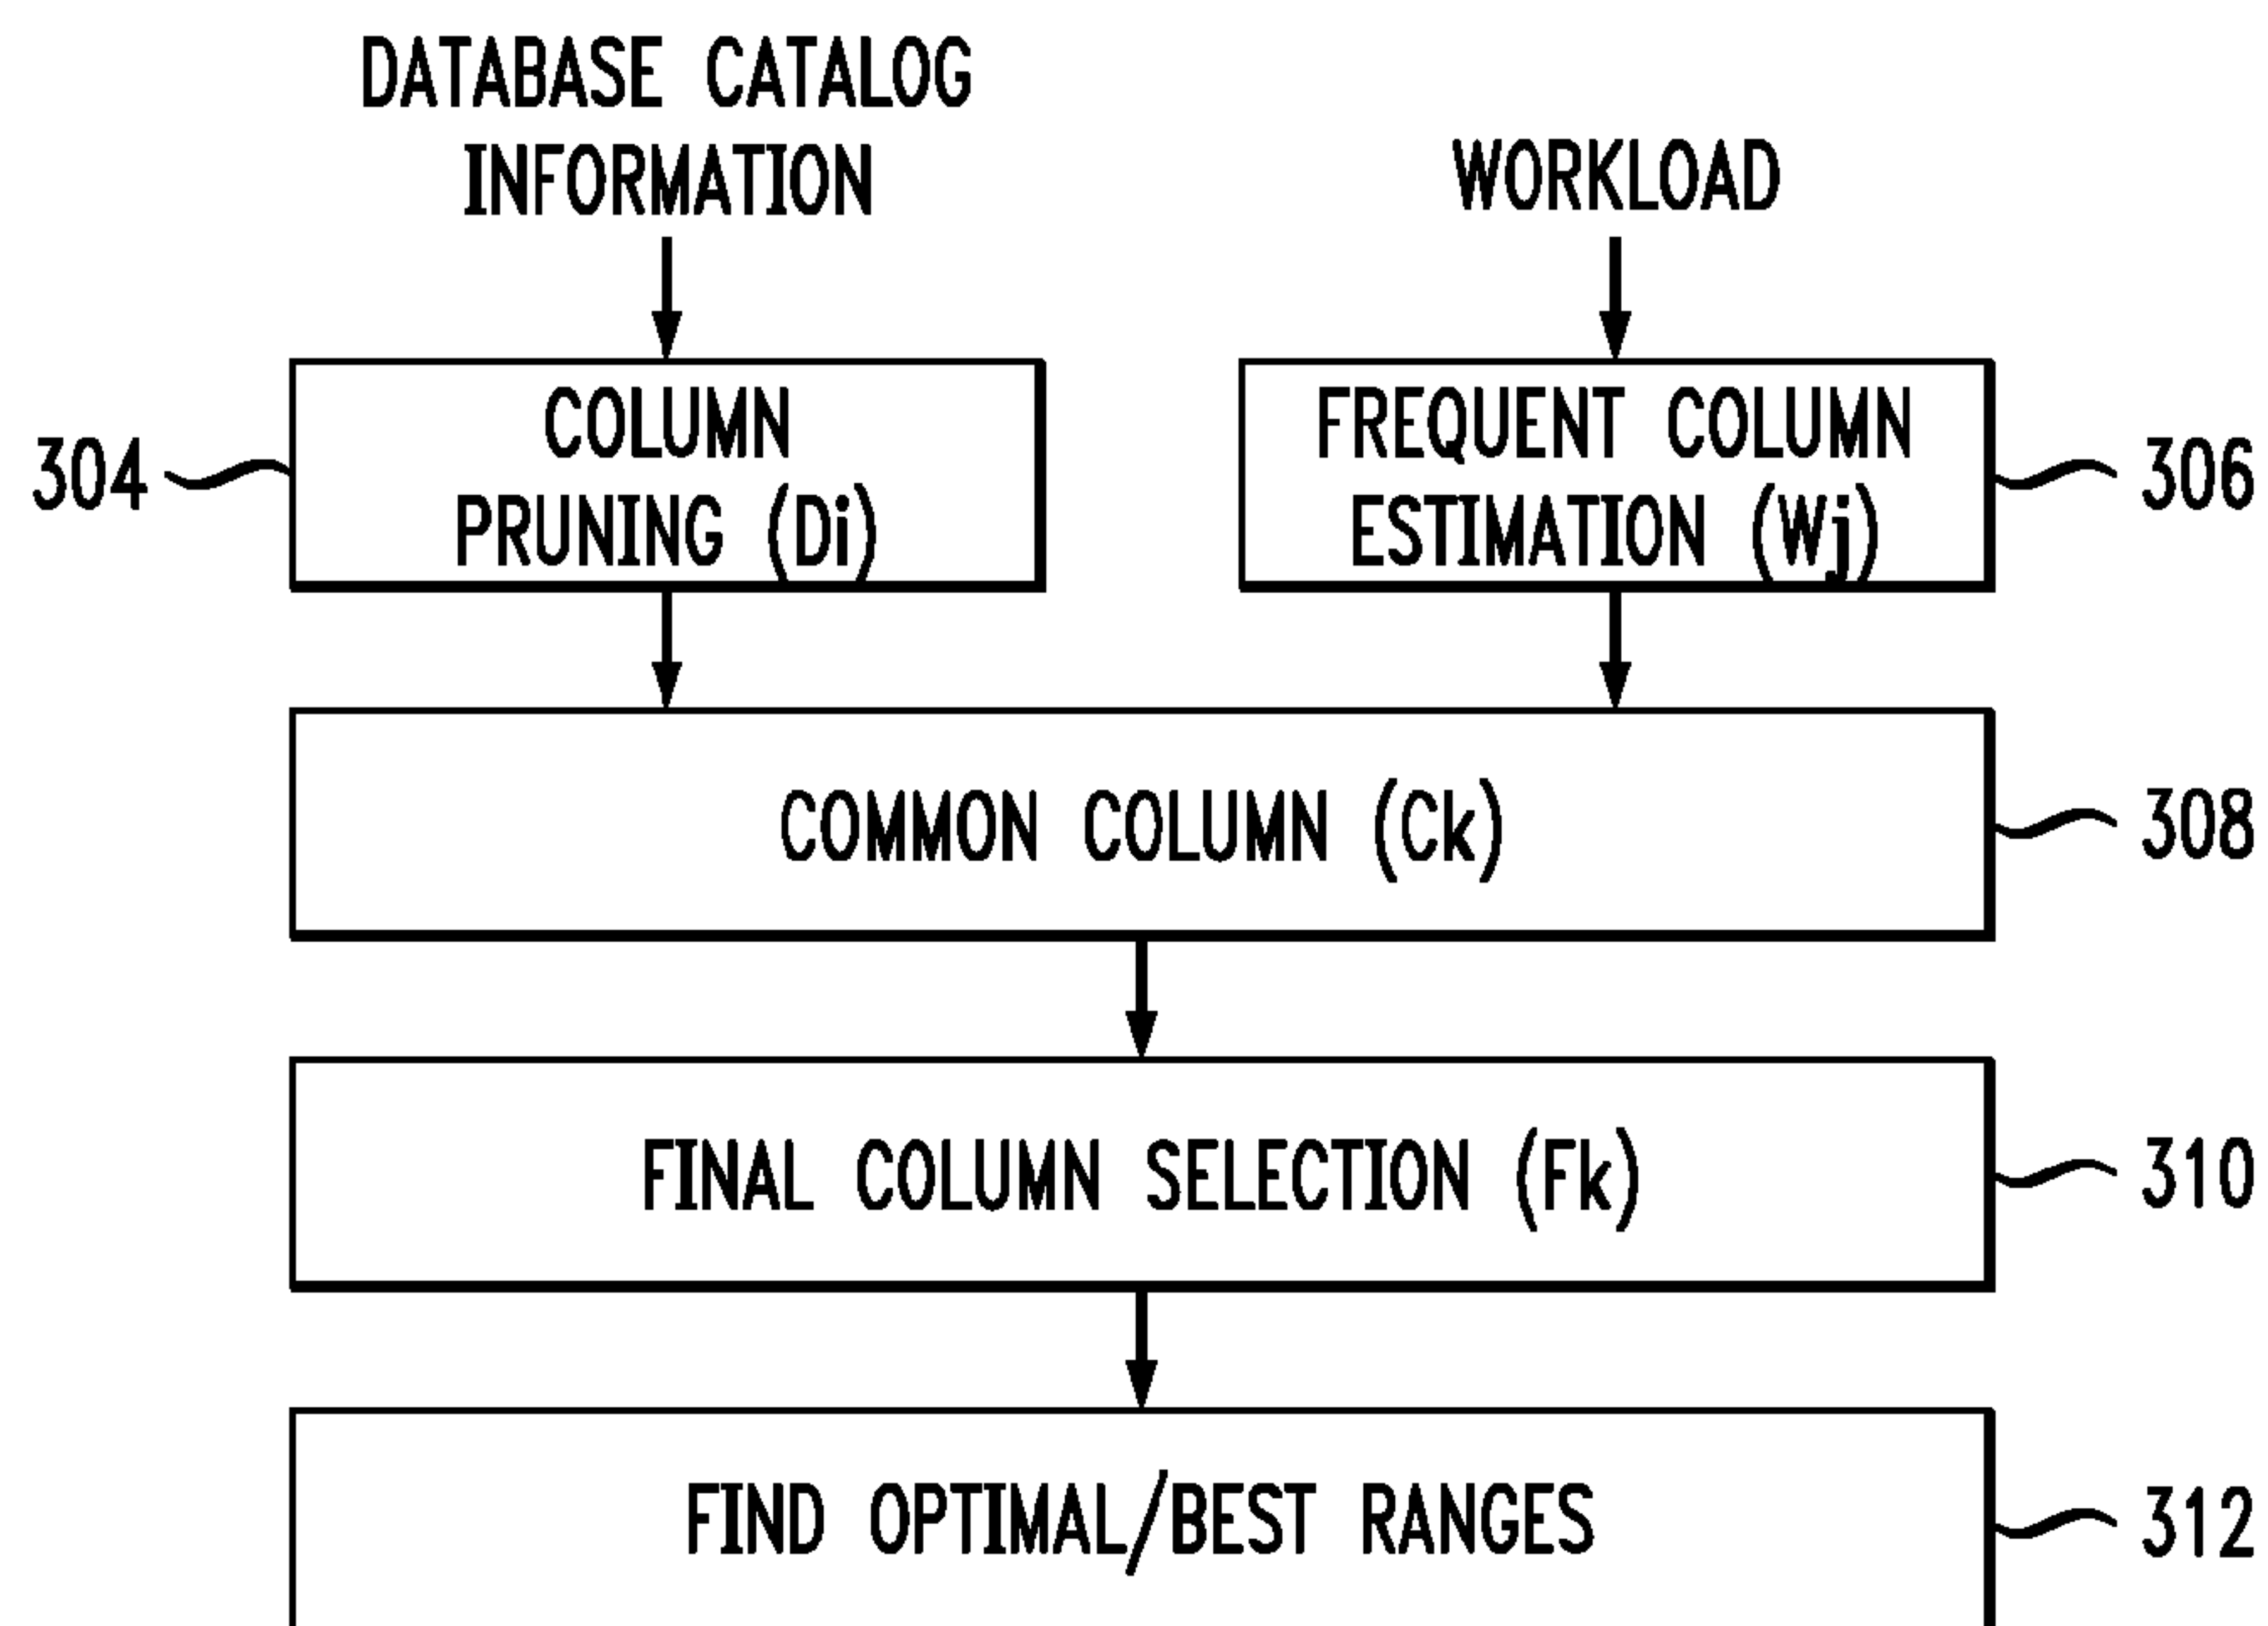 DATABASE CATALOG
INFORMATION
WORKLOAD
304
COLUMN
PRUNING (Di)
FREQUENT COLUMN
ESTIMATION (Wj)
306
COMMON COLUMN (Ck)
308
FINAL COLUMN SELECTION (Fk)
310
FIND OPTIMAL/BEST RANGES
312